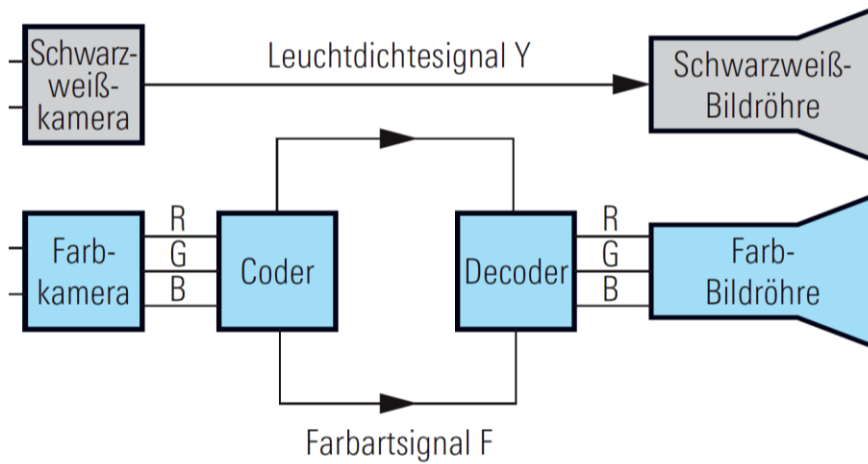 Schwarz-
weiß-
kamera
Leuchtdichtesignal Y
Schwarzweiß-
Bildröhre
Farb-
kamera
R
G
B
Coder
Decoder
R
G
B
Farb-
Bildröhre
Farbartsignal F